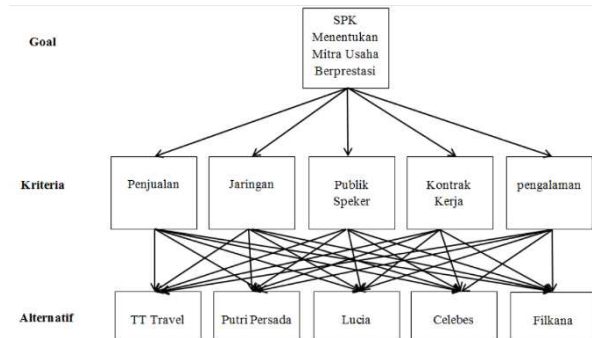 Goal
SPK
Menentukan
Mitra Usaha
Berprestasi
Kriteria
Penjualan
Jaringan
Publik
Speker
Kontrak
Kerja
pengalaman
Alternatif
TT Travel
Putri Persada
Lucia
Celebes
Filkana